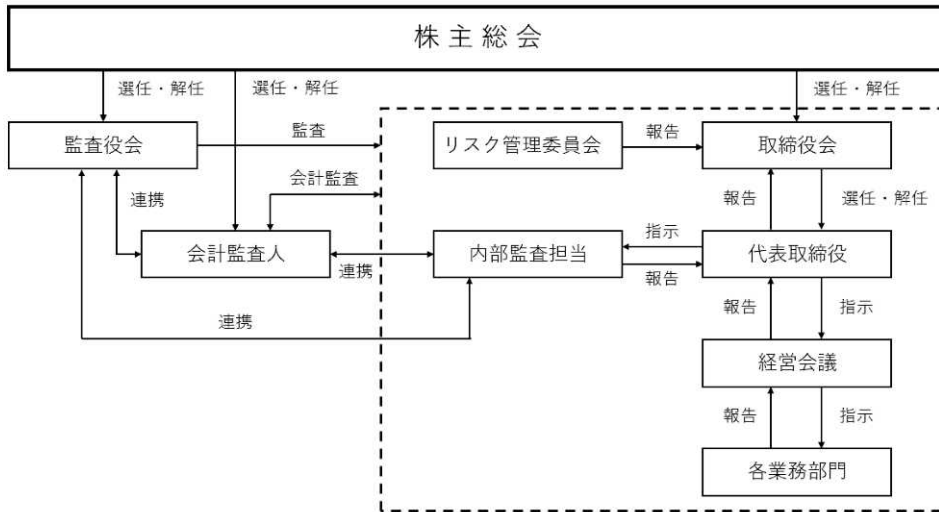 株主総会
選任・解任
選任・解任
選任・解任
監査役会
監査
リスク管理委員会
報告
取締役会
会計監査
連携
報告
選任・解任
会計監査人
連携
内部監査担当
指示
報告
代表取締役
連携
報告
指示
経営会議
報告
指示
各業務部門